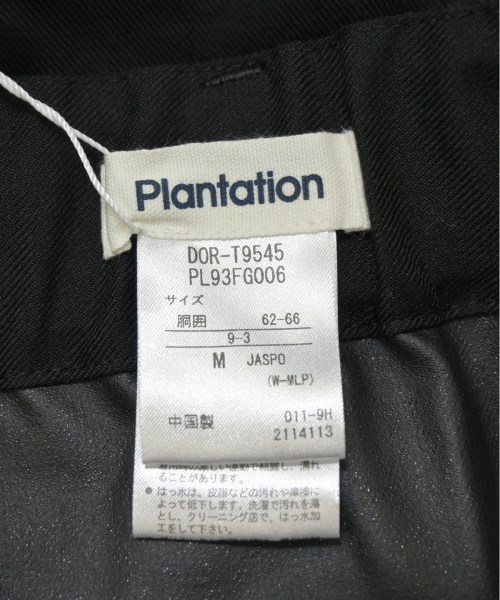 Plantation
DOR-T9545
PL93FG006
サイズ
胴囲 62-66
9-3
M JASPO
(W-MLP)
中国製 011-9H
2114113
ることがあります。
●はっ水は、皮脂などの汚れや洗濯に
よって低下します。洗濯で汚れを落
とし、クリーニング店で、はっ水加
工をして下さい。